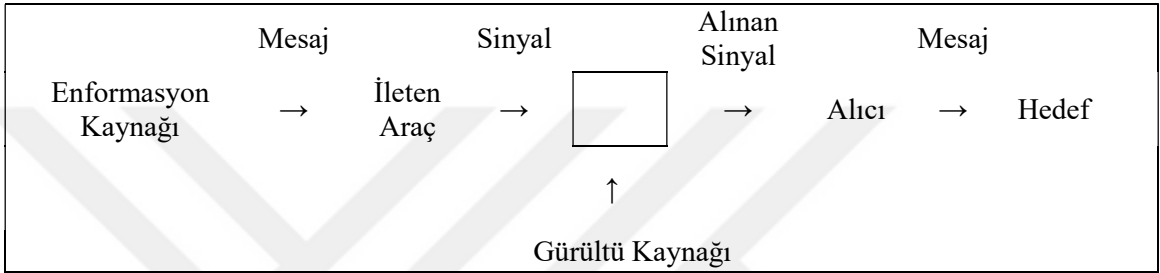 Mesaj Sinyal Alınan Sinyal Mesaj
Enformasyon Kaynağı → İleten Araç → → Alıcı → Hedef
↑
Gürültü Kaynağı